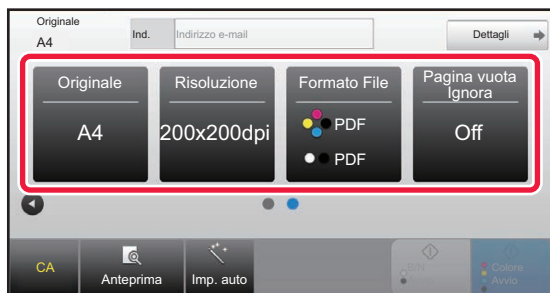 Originale
A4
Ind.
Indirizzo e-mail
Dettagli
Originale
A4
Risoluzione
200x200dpi
Formato File
PDF
PDF
Pagina vuota
Ignora
Off
CA
Anteprima
Imp. auto
B/N
Avvio
Colore
Avvio